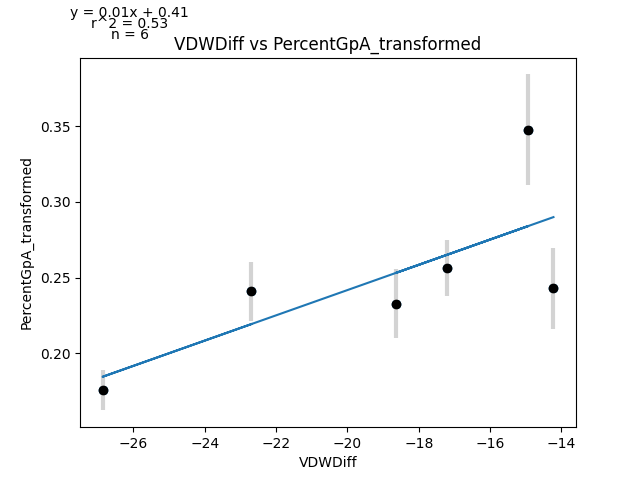 y = 0.01x + 0.41
r^2 = 0.53
n = 6
VDWDiff vs PercentGpA_transformed
PercentGpA_transformed
0.35
0.30
0.25
0.20
−26
−24
−22
−20
−18
−16
−14
VDWDiff